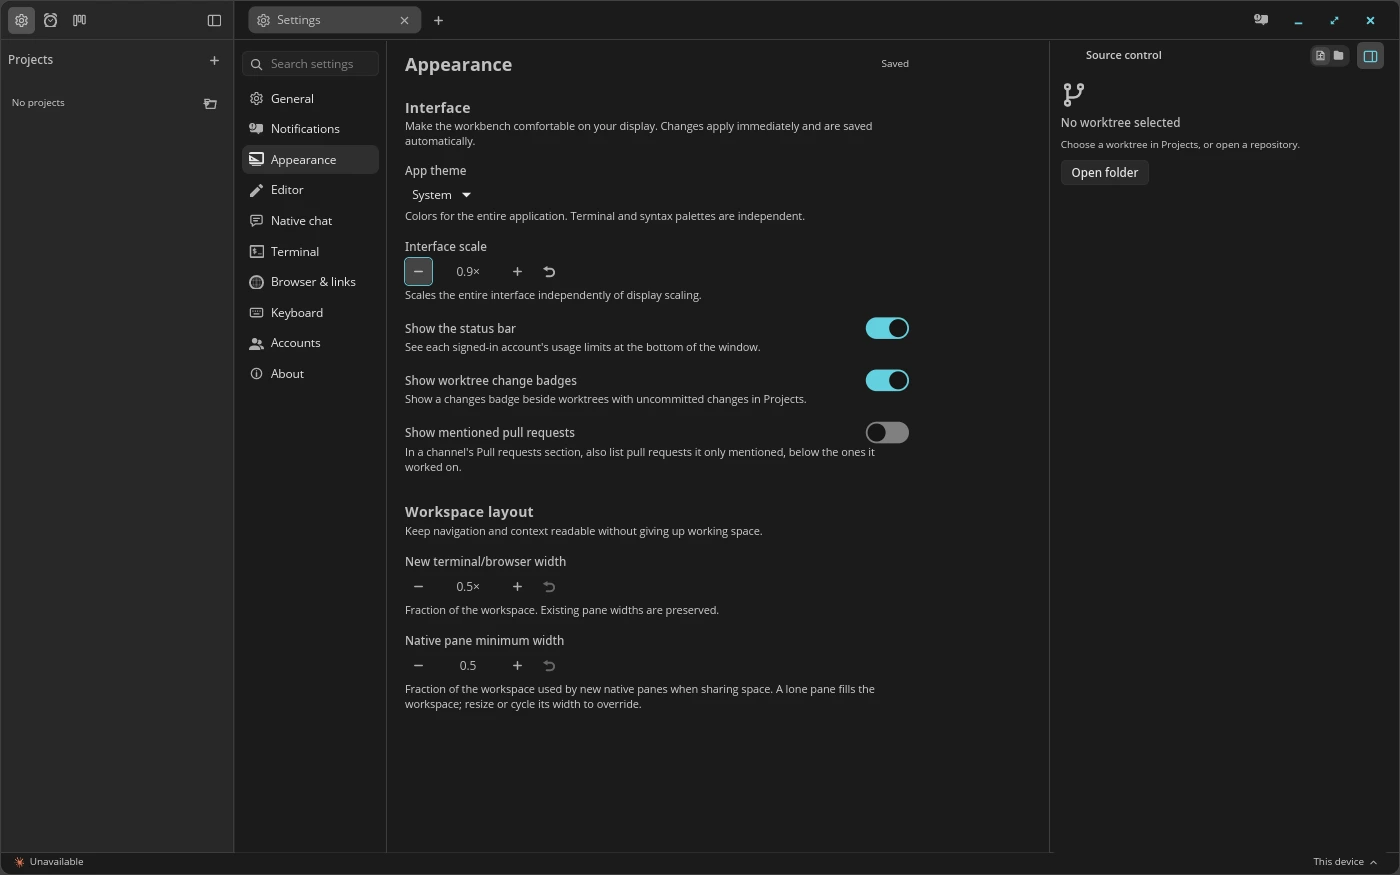 Settings
Projects
No projects
Search settings
General
Notifications
Appearance
Editor
Native chat
Terminal
Browser & links
Keyboard
Accounts
About
Appearance
Saved
Interface
Make the workbench comfortable on your display. Changes apply immediately and are saved
automatically.
App theme
System
Colors for the entire application. Terminal and syntax palettes are independent.
Interface scale
− 0.9× +
Scales the entire interface independently of display scaling.
Show the status bar
See each signed-in account's usage limits at the bottom of the window.
Show worktree change badges
Show a changes badge beside worktrees with uncommitted changes in Projects.
Show mentioned pull requests
In a channel's Pull requests section, also list pull requests it only mentioned, below the ones it
worked on.
Workspace layout
Keep navigation and context readable without giving up working space.
New terminal/browser width
− 0.5× +
Fraction of the workspace. Existing pane widths are preserved.
Native pane minimum width
− 0.5 +
Fraction of the workspace used by new native panes when sharing space. A lone pane fills the
workspace; resize or cycle its width to override.
Source control
No worktree selected
Choose a worktree in Projects, or open a repository.
Open folder
Unavailable
This device